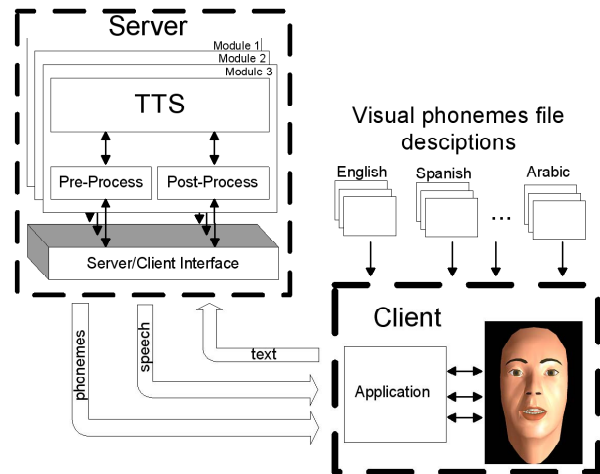 Server
Module 1
Module 2
Module 3
TTS
Pre-Process
Post-Process
Server/Client Interface
Visual phonemes file
desciptions
English
Spanish
Arabic
...
phonemes
speech
text
Client
Application